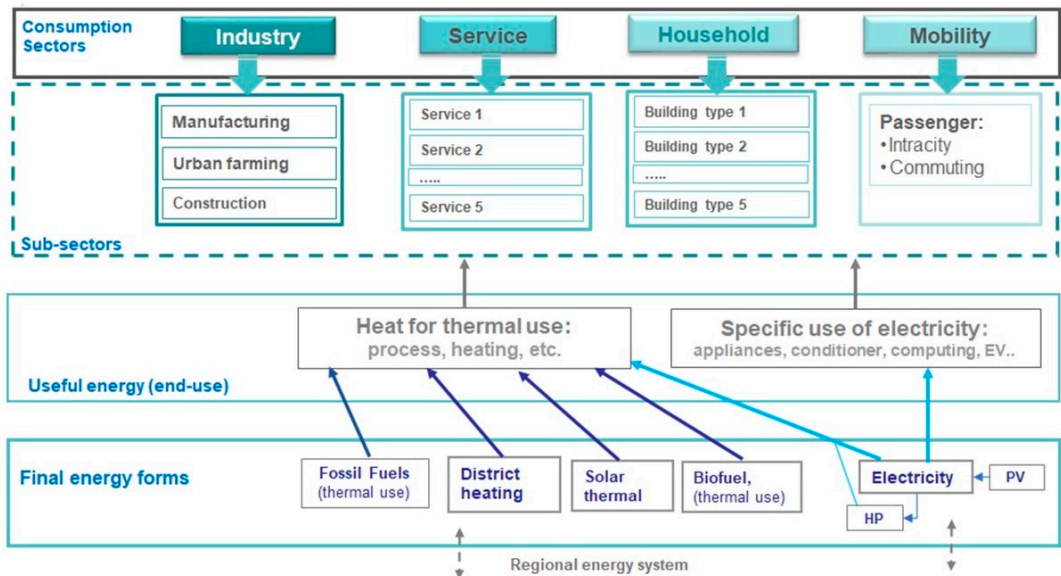 Consumption
Sectors
Industry
Service
Household
Mobility
Manufacturing
Urban farming
Construction
Service 1
Service 2
.....
Service 5
Building type 1
Building type 2
.....
Building type 5
Passenger:
•Intracity
•Commuting
Sub-sectors
Heat for thermal use:
process, heating, etc.
Specific use of electricity:
appliances, conditioner, computing, EV..
Useful energy (end-use)
Final energy forms
Fossil Fuels
(thermal use)
District
heating
Solar
thermal
Biofuel,
(thermal use)
Electricity
PV
HP
Regional energy system